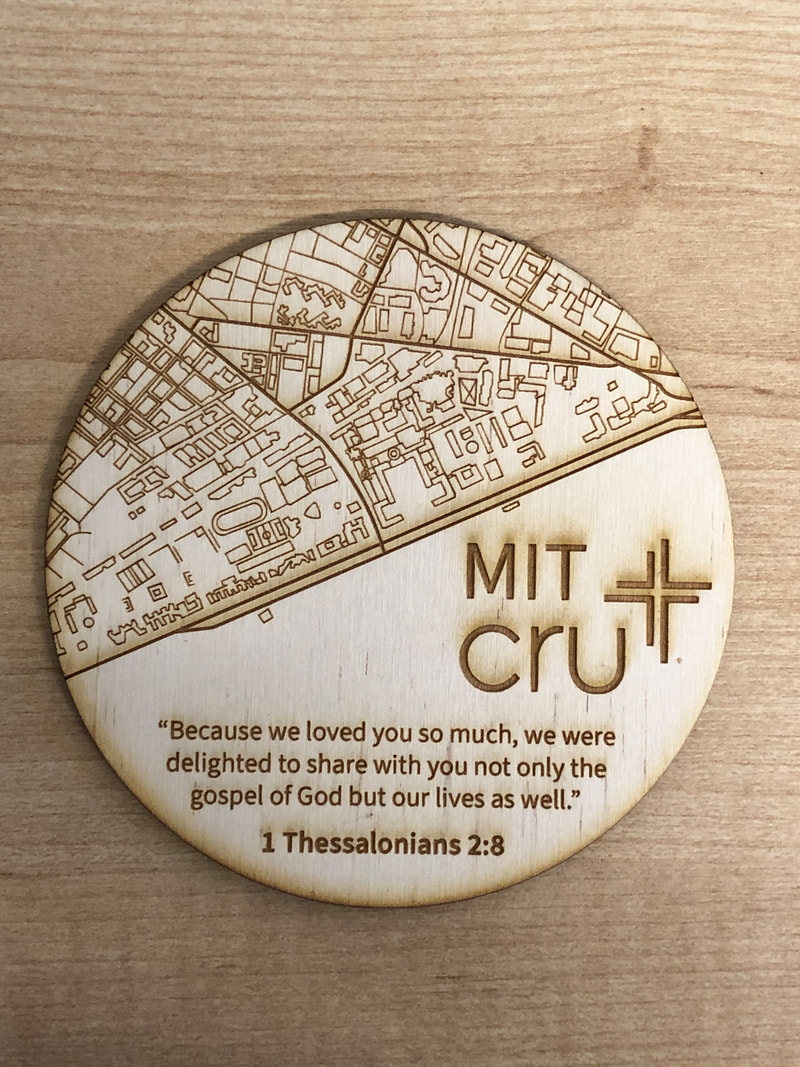 MIT
cru
“Because we loved you so much, we were
delighted to share with you not only the
gospel of God but our lives as well.”
1 Thessalonians 2:8